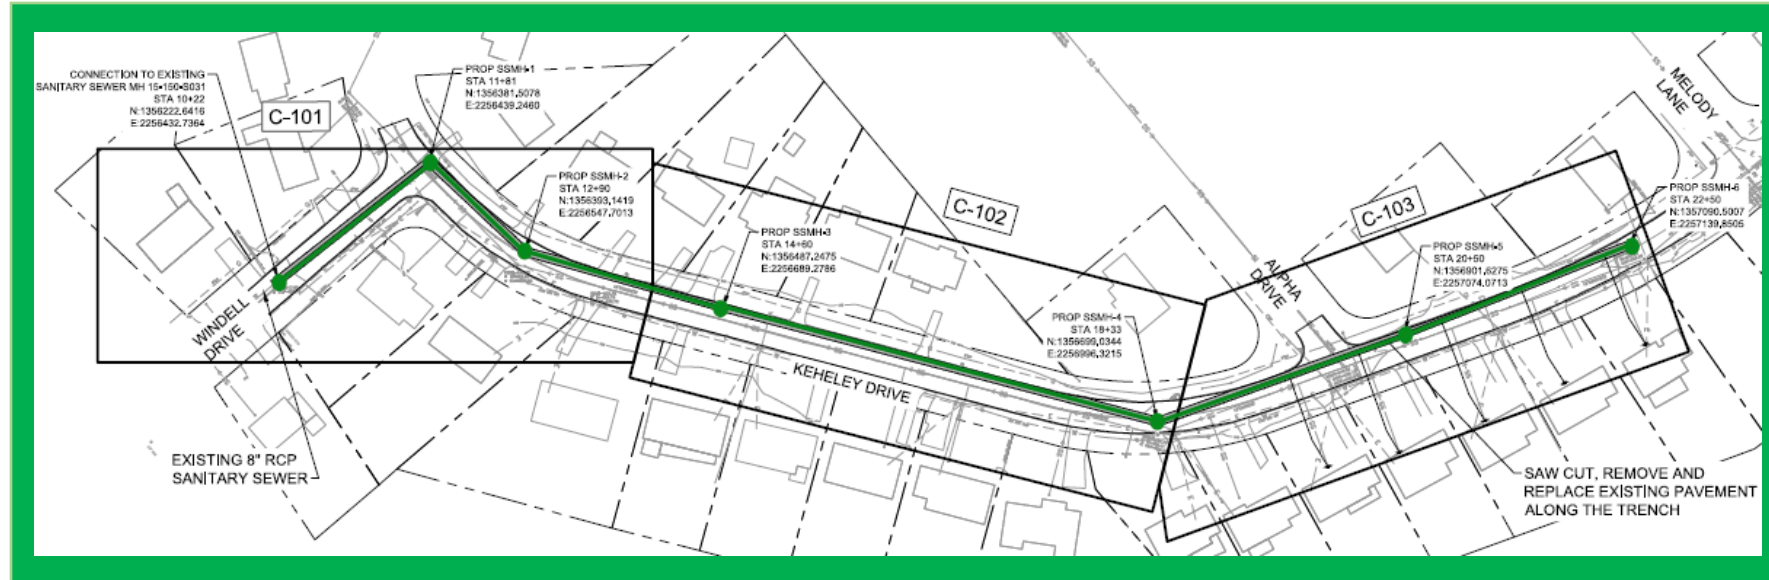 CONNECTION TO EXISTING
SANITARY SEWER MH 15-150-S031
STA 10+22
N:1356222.6416
E:2256432.7364
C-101
PROP SSMH-1
STA 11+81
N:1356381.5078
E:2256439.2460
PROP SSMH-2
STA 12+90
N:1356393.1419
E:2256547.7013
PROP SSMH-3
STA 14+60
N:1356487.2475
E:2256689.2786
C-102
PROP SSMH-4
STA 18+33
N:1356699.0344
E:2256996.3215
ALPHA
DRIVE
C-103
PROP SSMH-5
STA 20+60
N:1356901.6275
E:2257074.0713
MELODY
LANE
PROP SSMH-6
STA 22+50
N:1357090.5007
E:2257139.8505
WINDELL
DRIVE
KEHELEY DRIVE
EXISTING 8" RCP
SANITARY SEWER
SAW CUT, REMOVE AND
REPLACE EXISTING PAVEMENT
ALONG THE TRENCH